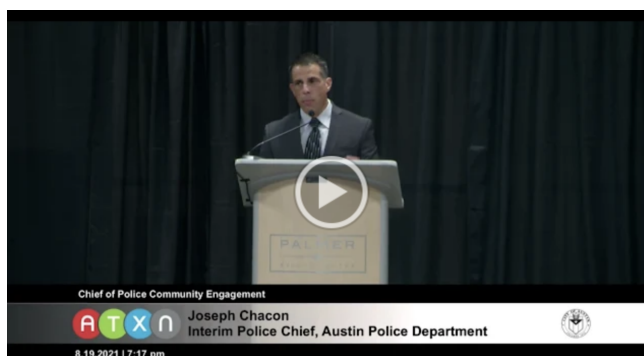 PALMER
Chief of Police Community Engagement
ATXN
Joseph Chacon
Interim Police Chief, Austin Police Department
8.19.2021 | 7:17 pm